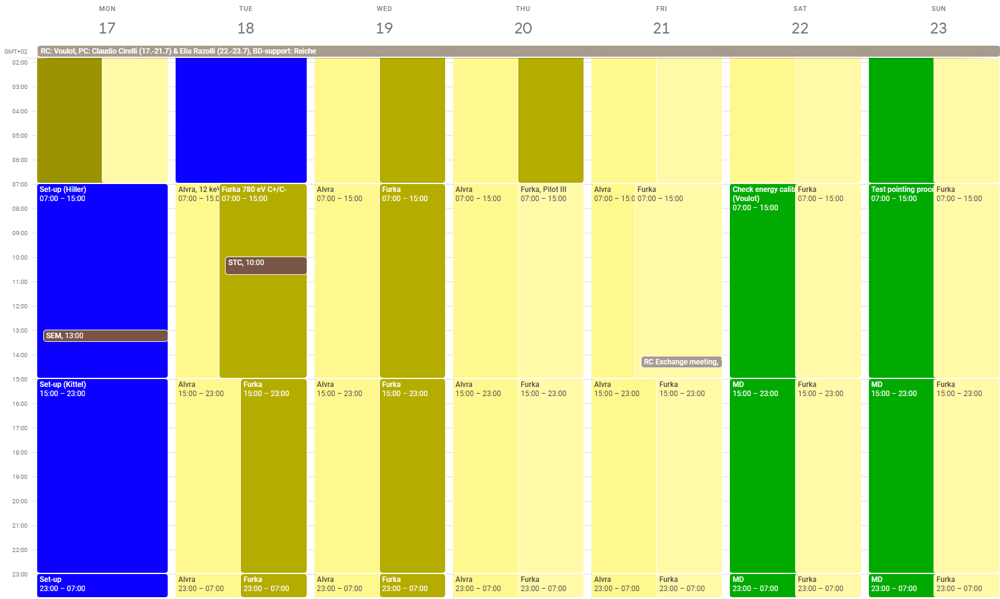 MON
TUE
WED
THU
FRI
SAT
SUN
17
18
19
20
21
22
23
GMT+02
RC: Voulot, PC: Claudio Cirelli (17.-21.7) & Elia Razolli (22.-23.7), BD-support: Reiche
02:00
03:00
04:00
05:00
06:00
07:00
08:00
09:00
10:00
11:00
12:00
13:00
14:00
15:00
16:00
17:00
18:00
19:00
20:00
21:00
22:00
23:00
Set-up (Hiller)
07:00 – 15:00
SEM, 13:00
Set-up (Kittel)
15:00 – 23:00
Set-up
23:00 – 07:00
Alvra, 12 keV
07:00 – 15:0
Furka 780 eV C+/C-
07:00 – 15:00
STC, 10:00
Alvra
15:00 – 23:00
Furka
15:00 – 23:00
Alvra
23:00 – 07:00
Furka
23:00 – 07:00
Alvra
07:00 – 15:00
Furka
07:00 – 15:00
Alvra
15:00 – 23:00
Furka
15:00 – 23:00
Alvra
23:00 – 07:00
Furka
23:00 – 07:00
Alvra
07:00 – 15:00
Furka, Pilot III
07:00 – 15:00
Alvra
15:00 – 23:00
Furka
15:00 – 23:00
Alvra
23:00 – 07:00
Furka
23:00 – 07:00
Alvra
07:00 – 15:0
Furka
07:00 – 15:00
RC Exchange meeting,
Alvra
15:00 – 23:00
Furka
15:00 – 23:00
Alvra
23:00 – 07:00
Furka
23:00 – 07:00
Check energy calib
(Voulot)
07:00 – 15:00
Furka
07:00 – 15:00
MD
15:00 – 23:00
Furka
15:00 – 23:00
MD
23:00 – 07:00
Furka
23:00 – 07:00
Test pointing proce
07:00 – 15:00
Furka
07:00 – 15:00
MD
15:00 – 23:00
Furka
15:00 – 23:00
MD
23:00 – 07:00
Furka
23:00 – 07:00